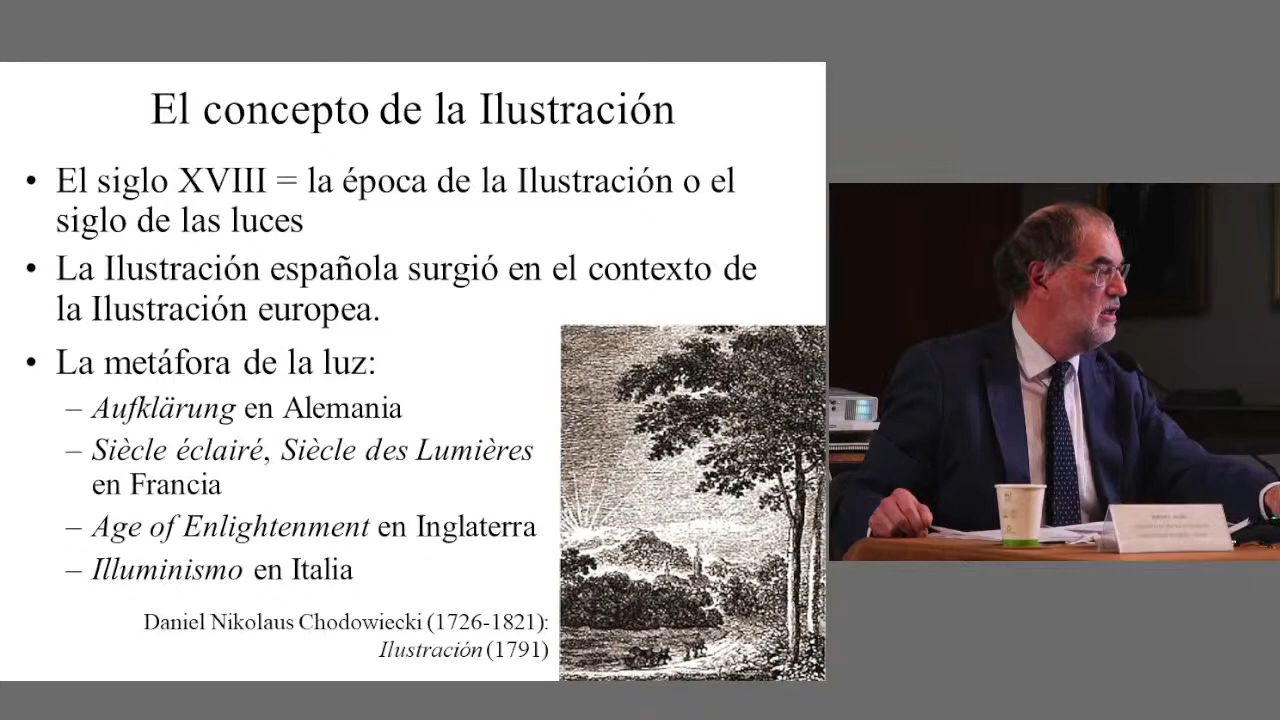 El concepto de la Ilustración
• El siglo XVIII = la época de la Ilustración o el
siglo de las luces
• La Ilustración española surgió en el contexto de
la Ilustración europea.
• La metáfora de la luz:
– Aufklärung en Alemania
– Siècle éclairé, Siècle des Lumières
en Francia
– Age of Enlightenment en Inglaterra
– Illuminismo en Italia
Daniel Nikolaus Chodowiecki (1726-1821):
Ilustración (1791)